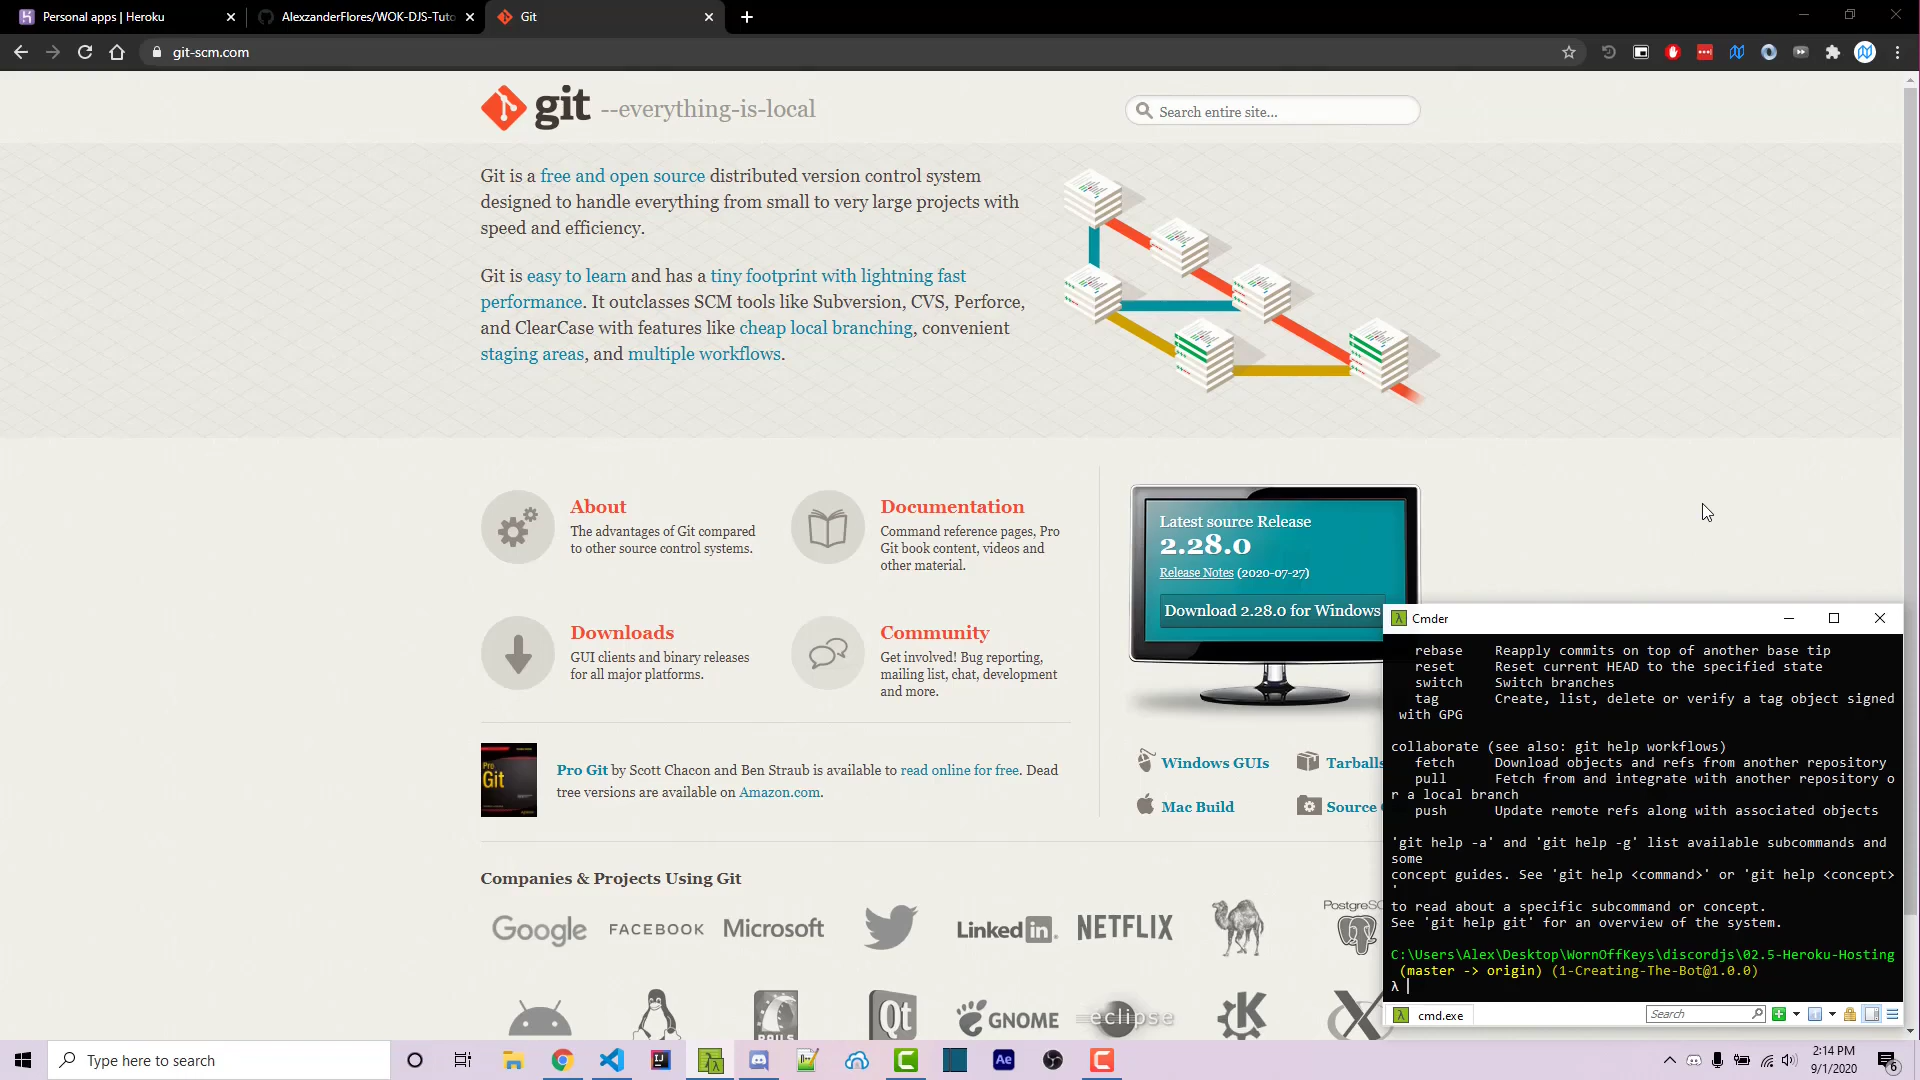 Personal apps | Heroku
AlexzanderFlores/WOK-DJS-Tuto
Git
git-scm.com
git --everything-is-local
Search entire site...
Git is a free and open source distributed version control system
designed to handle everything from small to very large projects with
speed and efficiency.
Git is easy to learn and has a tiny footprint with lightning fast
performance. It outclasses SCM tools like Subversion, CVS, Perforce,
and ClearCase with features like cheap local branching, convenient
staging areas, and multiple workflows.
About
The advantages of Git compared
to other source control systems.
Documentation
Command reference pages, Pro
Git book content, videos and
other material.
Downloads
GUI clients and binary releases
for all major platforms.
Community
Get involved! Bug reporting,
mailing list, chat, development
and more.
Latest source Release
2.28.0
Release Notes (2020-07-27)
Download 2.28.0 for Windows
Windows GUIs
Tarballs
Mac Build
Source
Pro
Git
Pro Git by Scott Chacon and Ben Straub is available to read online for free. Dead
tree versions are available on Amazon.com.
Companies & Projects Using Git
Google
FACEBOOK
Microsoft
LinkedIn
NETFLIX
PostgreS
Qt
GNOME
eclipse
Cmder
rebase Reapply commits on top of another base tip
reset Reset current HEAD to the specified state
switch Switch branches
tag Create, list, delete or verify a tag object signed
with GPG
collaborate (see also: git help workflows)
fetch Download objects and refs from another repository
pull Fetch from and integrate with another repository o
r a local branch
push Update remote refs along with associated objects
'git help -a' and 'git help -g' list available subcommands and
some
concept guides. See 'git help <command>' or 'git help <concept>
'
to read about a specific subcommand or concept.
See 'git help git' for an overview of the system.
C:\Users\Alex\Desktop\WornOffKeys\discordjs\02.5-Heroku-Hosting
(master -> origin) (1-Creating-The-Bot@1.0.0)
λ
cmd.exe
Search
Type here to search
2:14 PM
9/1/2020
6